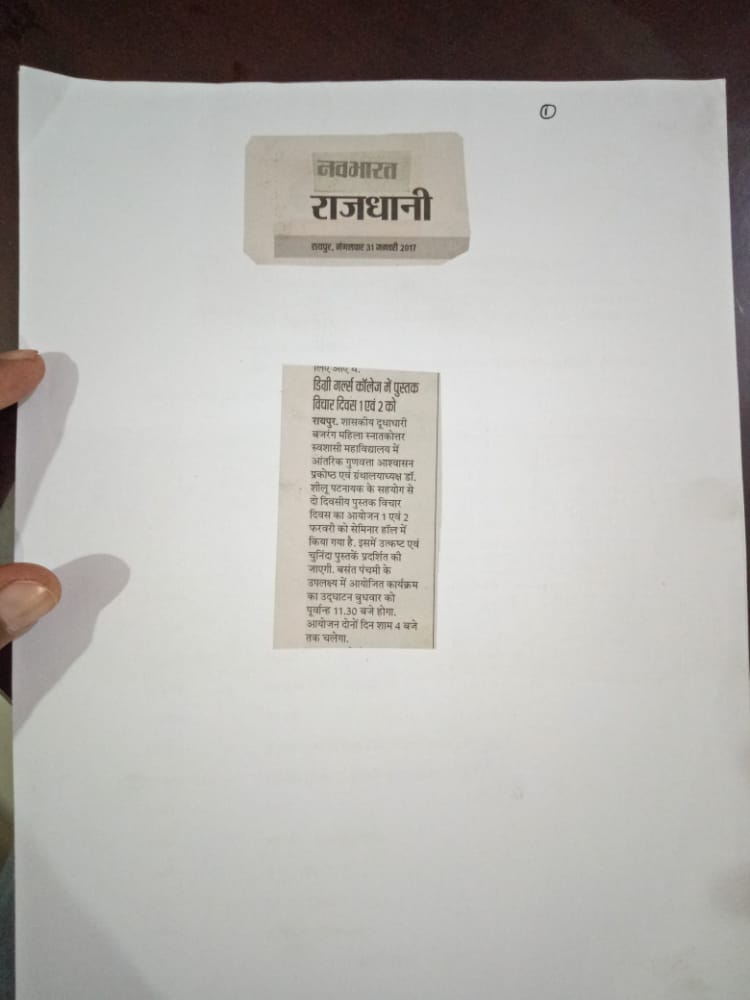 ①
नवभारत
राजधानी
रायपुर, मंगलवार 31 जनवरी 2017
लिए आए थे.
डिग्री गर्ल्स कॉलेज में पुस्तक
विचार दिवस 1 एवं 2 को
रायपुर. शासकीय दूधाधारी
बजरंग महिला स्नातकोत्तर
स्वशासी महाविद्यालय में
आंतरिक गुणवत्ता आश्वासन
प्रकोष्ठ एवं ग्रंथालयाध्यक्ष डॉ.
शीलू पटनायक के सहयोग से
दो दिवसीय पुस्तक विचार
दिवस का आयोजन 1 एवं 2
फरवरी को सेमिनार हॉल में
किया गया है. इसमें उत्कष्ट एवं
चुनिंदा पुस्तकें प्रदर्शित की
जाएगी. बसंत पंचमी के
उपलक्ष्य में आयोजित कार्यक्रम
का उद्घाटन बुधवार को
पूर्वान्ह 11.30 बजे होगा.
आयोजन दोनों दिन शाम 4 बजे
तक चलेगा.